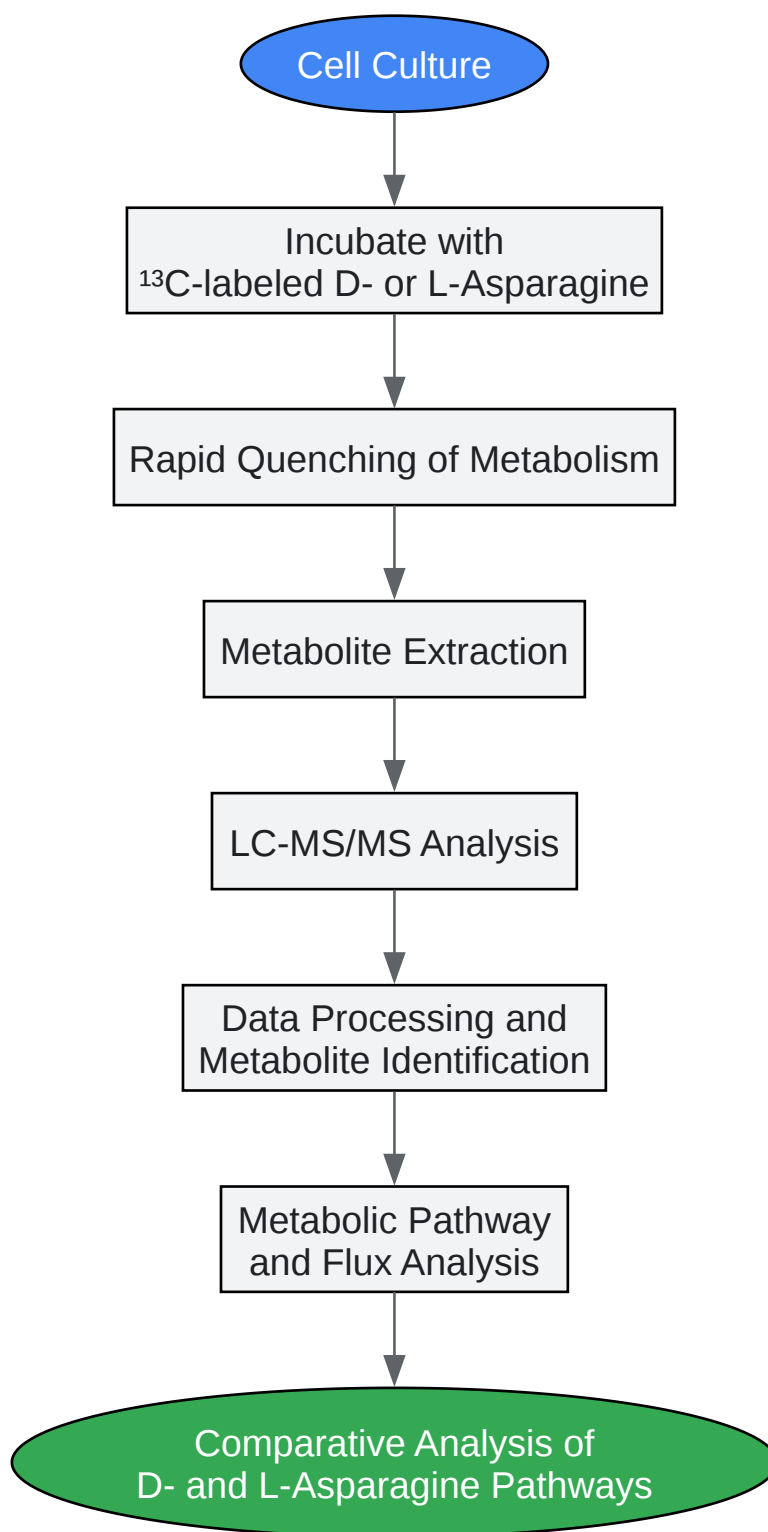 Cell Culture
Incubate with
¹³C-labeled D- or L-Asparagine
Rapid Quenching of Metabolism
Metabolite Extraction
LC-MS/MS Analysis
Data Processing and
Metabolite Identification
Metabolic Pathway
and Flux Analysis
Comparative Analysis of
D- and L-Asparagine Pathways